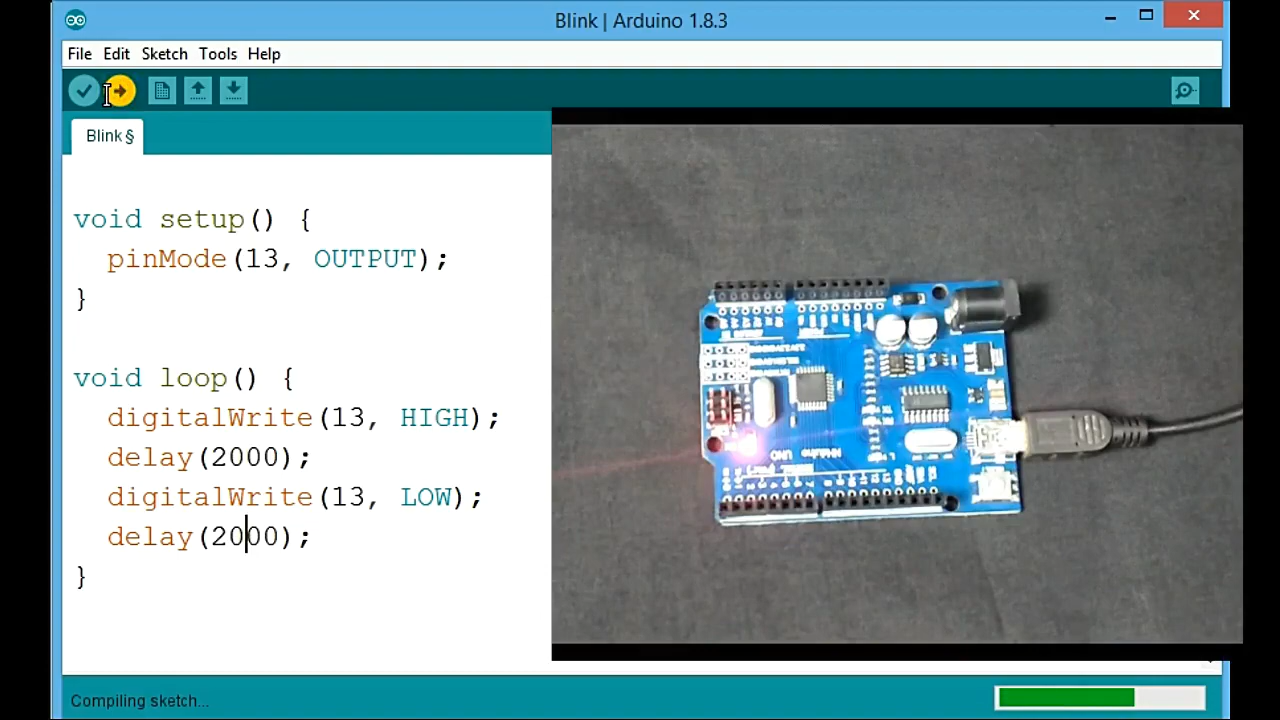 Blink | Arduino 1.8.3
File Edit Sketch Tools Help
Blink §
void setup() {
pinMode(13, OUTPUT);
}
void loop() {
digitalWrite(13, HIGH);
delay(2000);
digitalWrite(13, LOW);
delay(2000);
}
UNO
Compiling sketch...